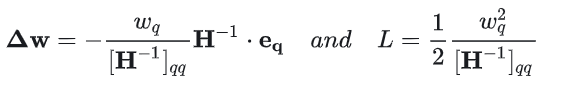 Δw = − w_q / [H⁻¹]_qq H⁻¹ · e_q and L = 1/2 w_q² / [H⁻¹]_qq